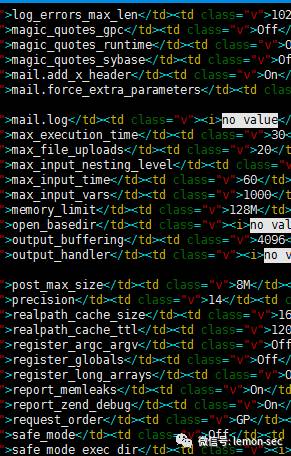 ">log_errors_max_len</td><td class="v">102
">magic_quotes_gpc</td><td class="v">Off</
">magic_quotes_runtime</td><td class="v">O
">magic_quotes_sybase</td><td class="v">Of
">mail.add_x_header</td><td class="v">On<
">mail.force_extra_parameters</td><td cla
">mail.log</td><td class="v"><i>no value</
">max_execution_time</td><td class="v">30
">max_file_uploads</td><td class="v">20</t
">max_input_nesting_level</td><td class="
">max_input_time</td><td class="v">60</td
">max_input_vars</td><td class="v">1000</
">memory_limit</td><td class="v">128M</td
">open_basedir</td><td class="v"><i>no val
">output_buffering</td><td class="v">4096<
">output_handler</td><td class="v"><i>no v
">post_max_size</td><td class="v">8M</td>
">precision</td><td class="v">14</td><td
">realpath_cache_size</td><td class="v">16
">realpath_cache_ttl</td><td class="v">120
">register_argc_argv</td><td class="v">Off
">register_globals</td><td class="v">Off<
">register_long_arrays</td><td class="v">
">report_memleaks</td><td class="v">On</td
">report_zend_debug</td><td class="v">On</
">request_order</td><td class="v">GP</td>
">safe_mode</td><td class="v">Off
">safe_mode_exec_dir</td><td class="v"><i>
微信号: lemon-sec